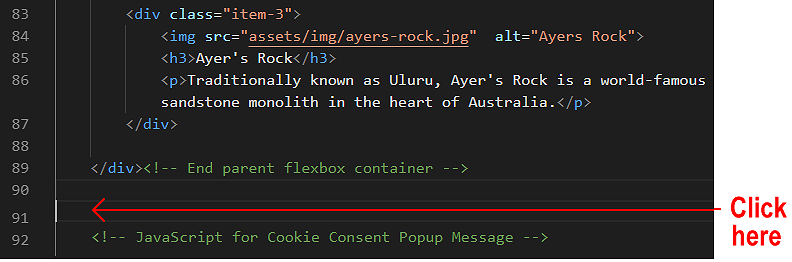 83 <div class="item-3">
84 <img src="assets/img/ayers-rock.jpg"  alt="Ayers Rock">
85 <h3>Ayer's Rock</h3>
86 <p>Traditionally known as Uluru, Ayer's Rock is a world-famous
sandstone monolith in the heart of Australia.</p>
87 </div>
88
89 </div><!-- End parent flexbox container -->
90
91
92 <!-- JavaScript for Cookie Consent Popup Message -->
Click
here